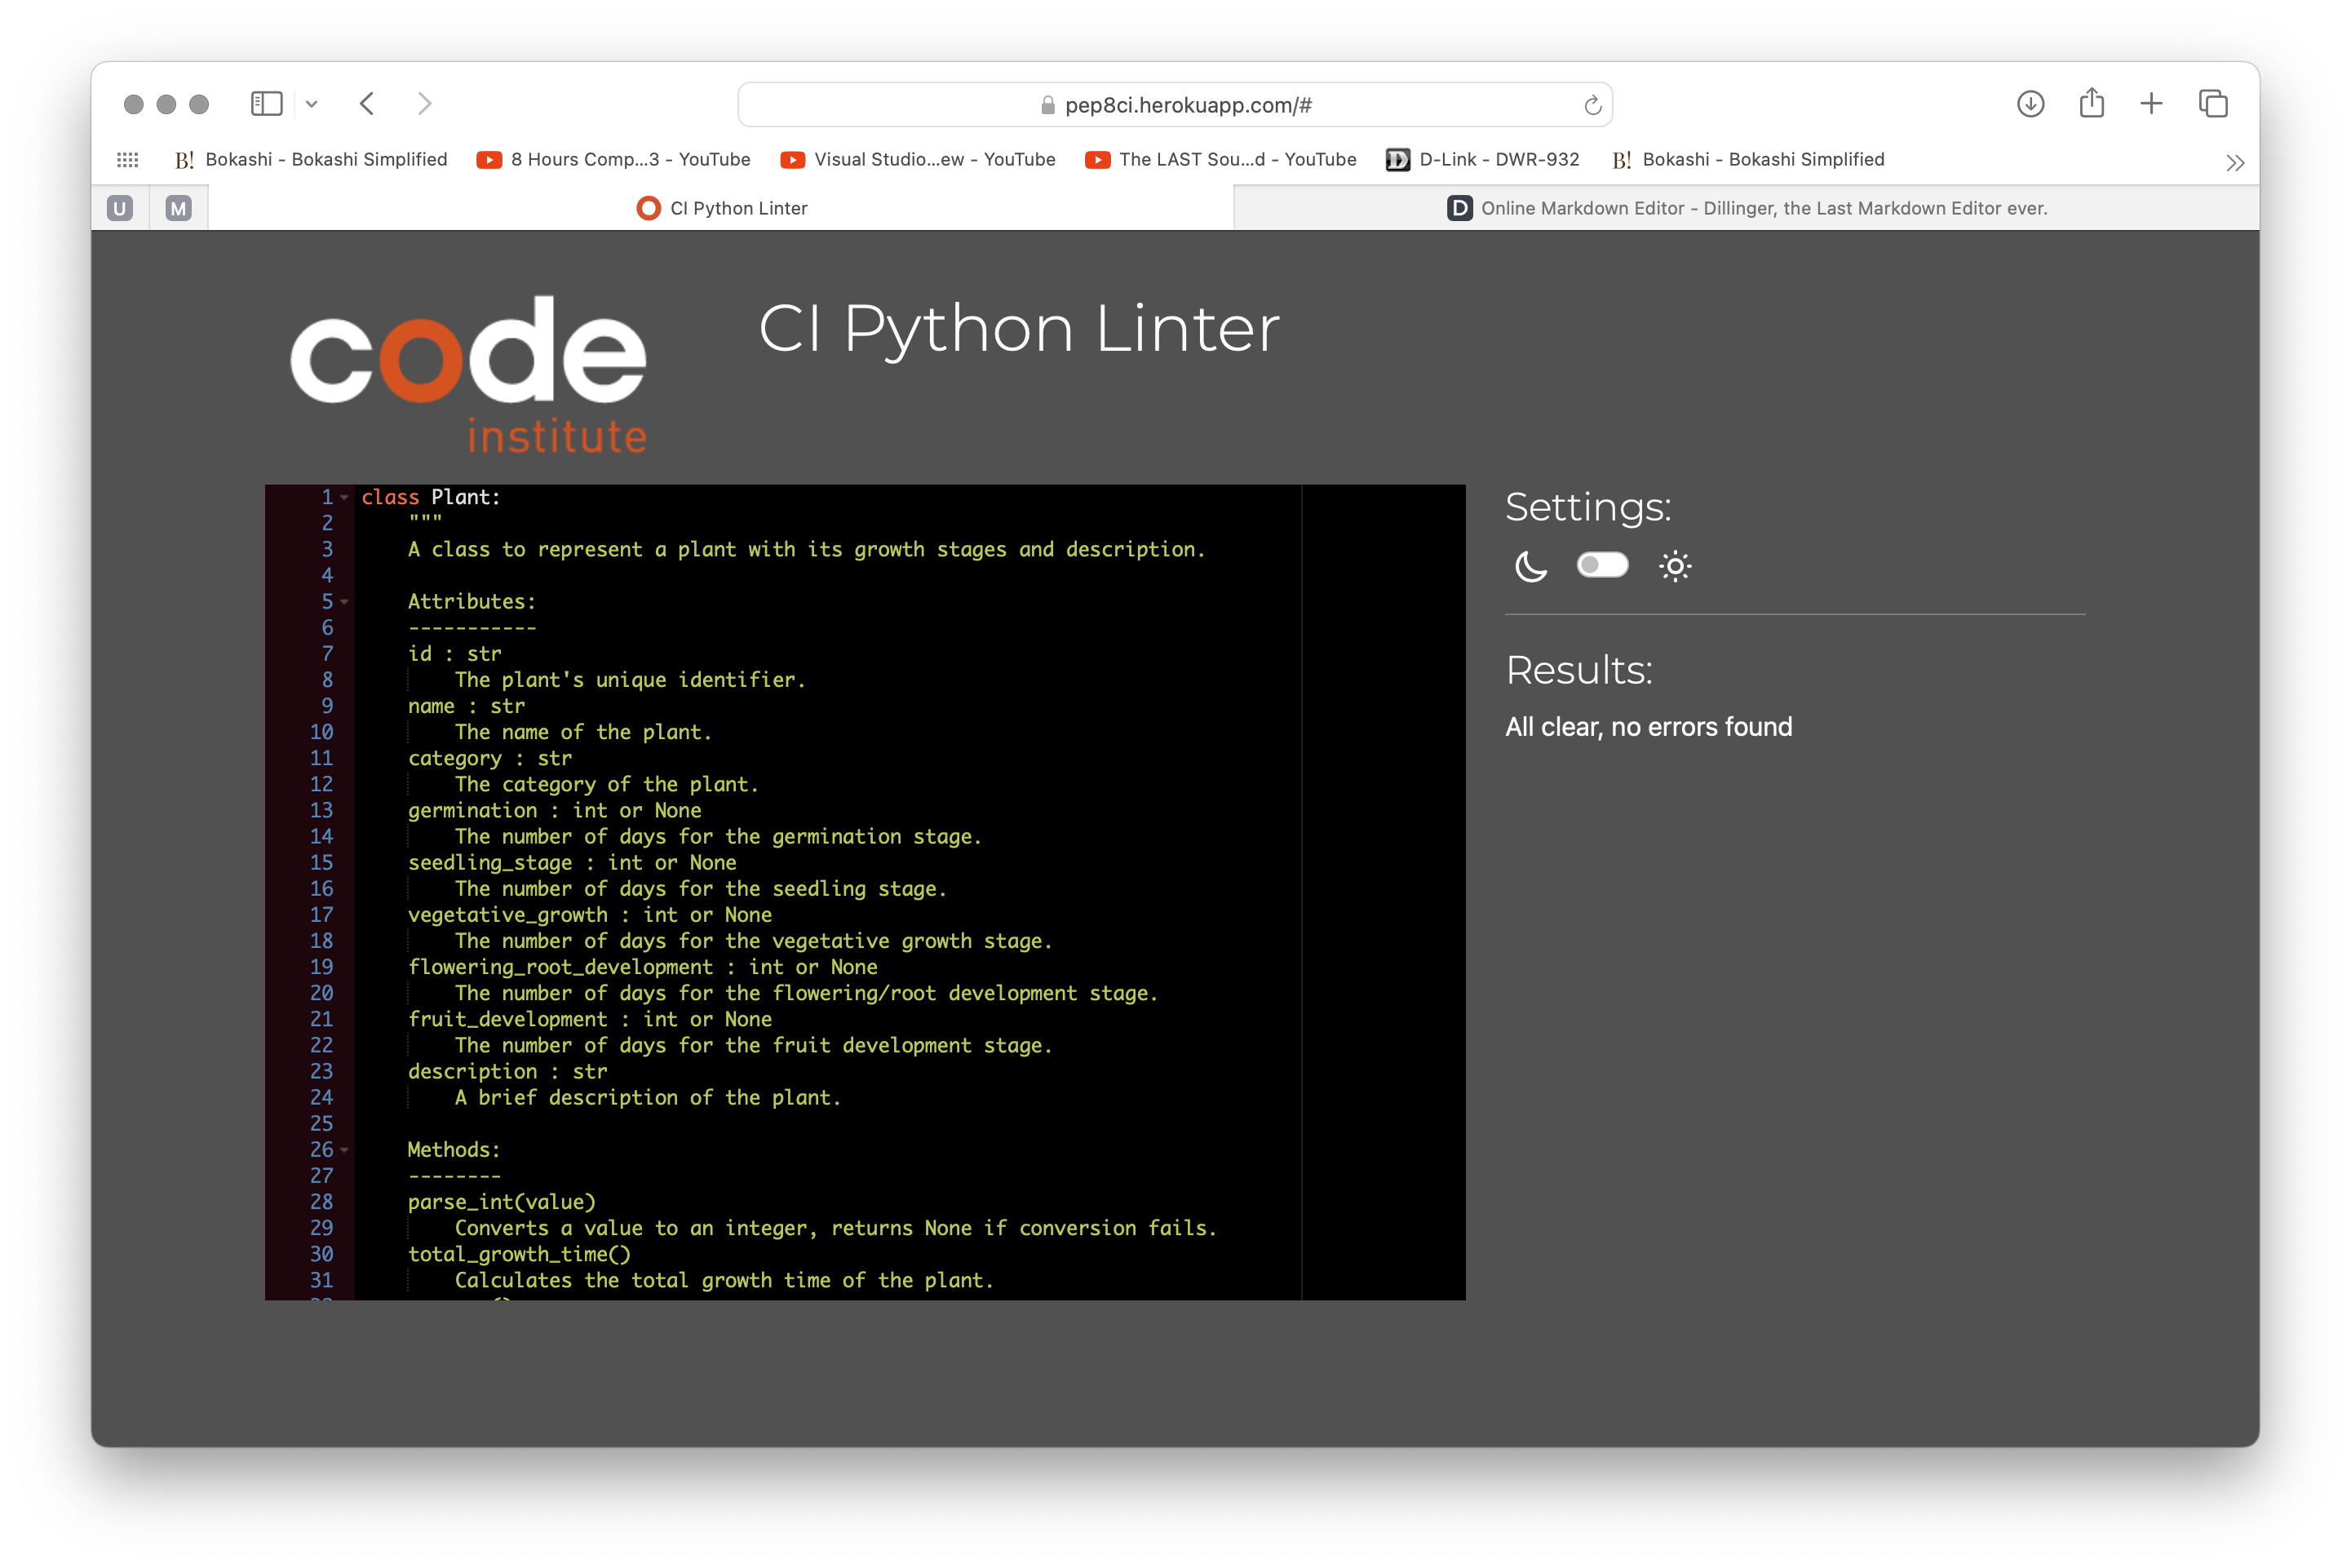 pep8ci.herokuapp.com/#
B! Bokashi - Bokashi Simplified
8 Hours Comp...3 - YouTube
Visual Studio...ew - YouTube
The LAST Sou...d - YouTube
D D-Link - DWR-932
B! Bokashi - Bokashi Simplified
U
M
CI Python Linter
D Online Markdown Editor - Dillinger, the Last Markdown Editor ever.
code
institute
CI Python Linter
1 class Plant:
2 """
3 A class to represent a plant with its growth stages and description.
4
5 Attributes:
6 -----------
7 id : str
8 The plant's unique identifier.
9 name : str
10 The name of the plant.
11 category : str
12 The category of the plant.
13 germination : int or None
14 The number of days for the germination stage.
15 seedling_stage : int or None
16 The number of days for the seedling stage.
17 vegetative_growth : int or None
18 The number of days for the vegetative growth stage.
19 flowering_root_development : int or None
20 The number of days for the flowering/root development stage.
21 fruit_development : int or None
22 The number of days for the fruit development stage.
23 description : str
24 A brief description of the plant.
25
26 Methods:
27 --------
28 parse_int(value)
29 Converts a value to an integer, returns None if conversion fails.
30 total_growth_time()
31 Calculates the total growth time of the plant.
Settings:
Results:
All clear, no errors found